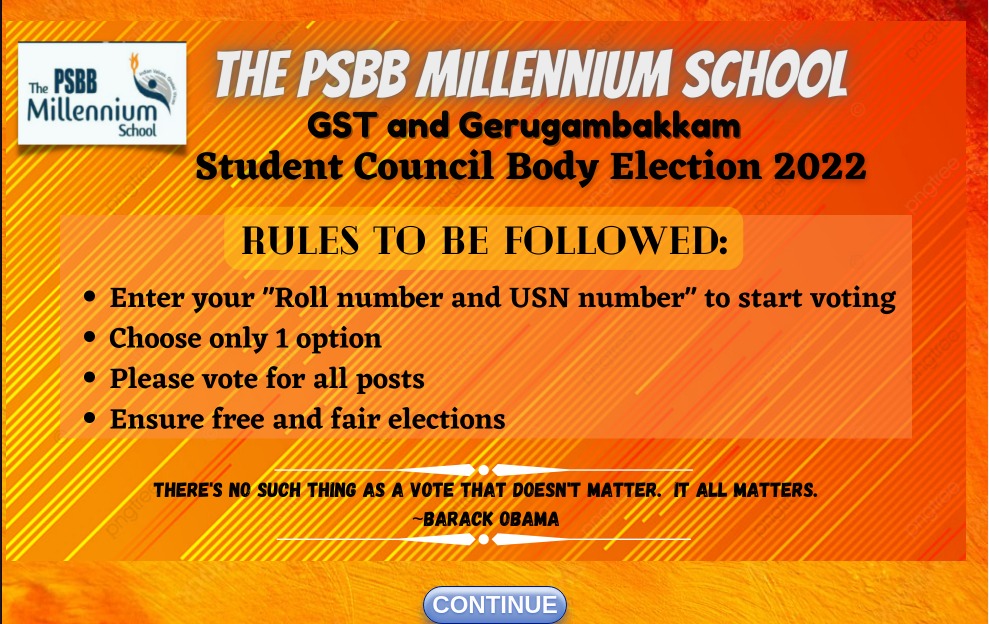 The PSBB
Millennium
School
THE PSBB MILLENNIUM SCHOOL
GST and Gerugambakkam
Student Council Body Election 2022
RULES TO BE FOLLOWED:
• Enter your "Roll number and USN number" to start voting
• Choose only 1 option
• Please vote for all posts
• Ensure free and fair elections
THERE'S NO SUCH THING AS A VOTE THAT DOESN'T MATTER. IT ALL MATTERS.
~BARACK OBAMA
CONTINUE
pngtree